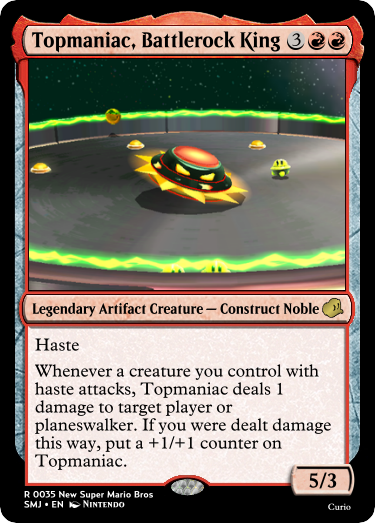 Topmaniac, Battlerock King 3
Legendary Artifact Creature — Construct Noble
Haste
Whenever a creature you control with
haste attacks, Topmaniac deals 1
damage to target player or
planeswalker. If you were dealt damage
this way, put a +1/+1 counter on
Topmaniac.
5/3
R 0035 New Super Mario Bros
SMJ • EN Nintendo
Curio